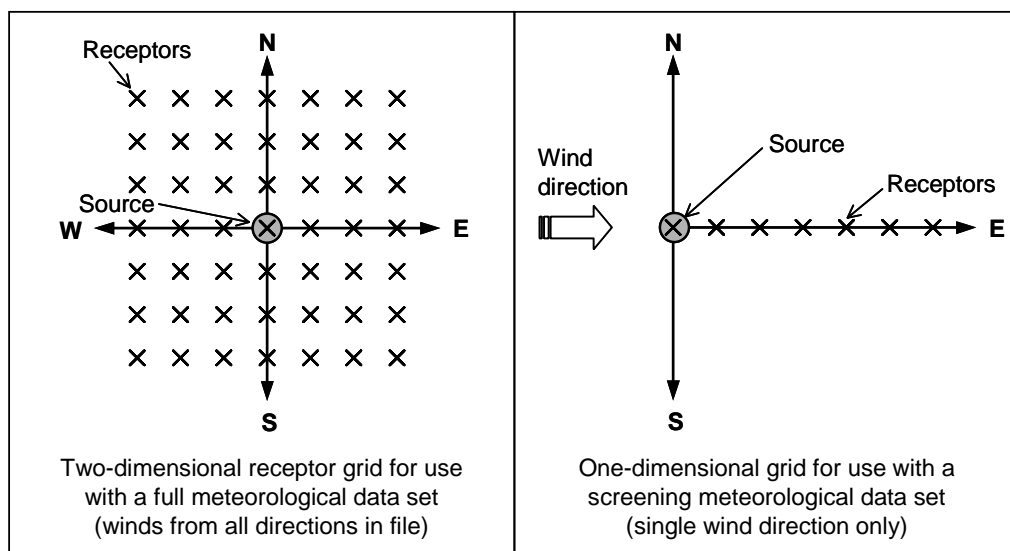 Receptors
N
Source
W
E
S
Two-dimensional receptor grid for use
with a full meteorological data set
(winds from all directions in file)
N
Wind
direction
Source
Receptors
E
S
One-dimensional grid for use with a
screening meteorological data set
(single wind direction only)